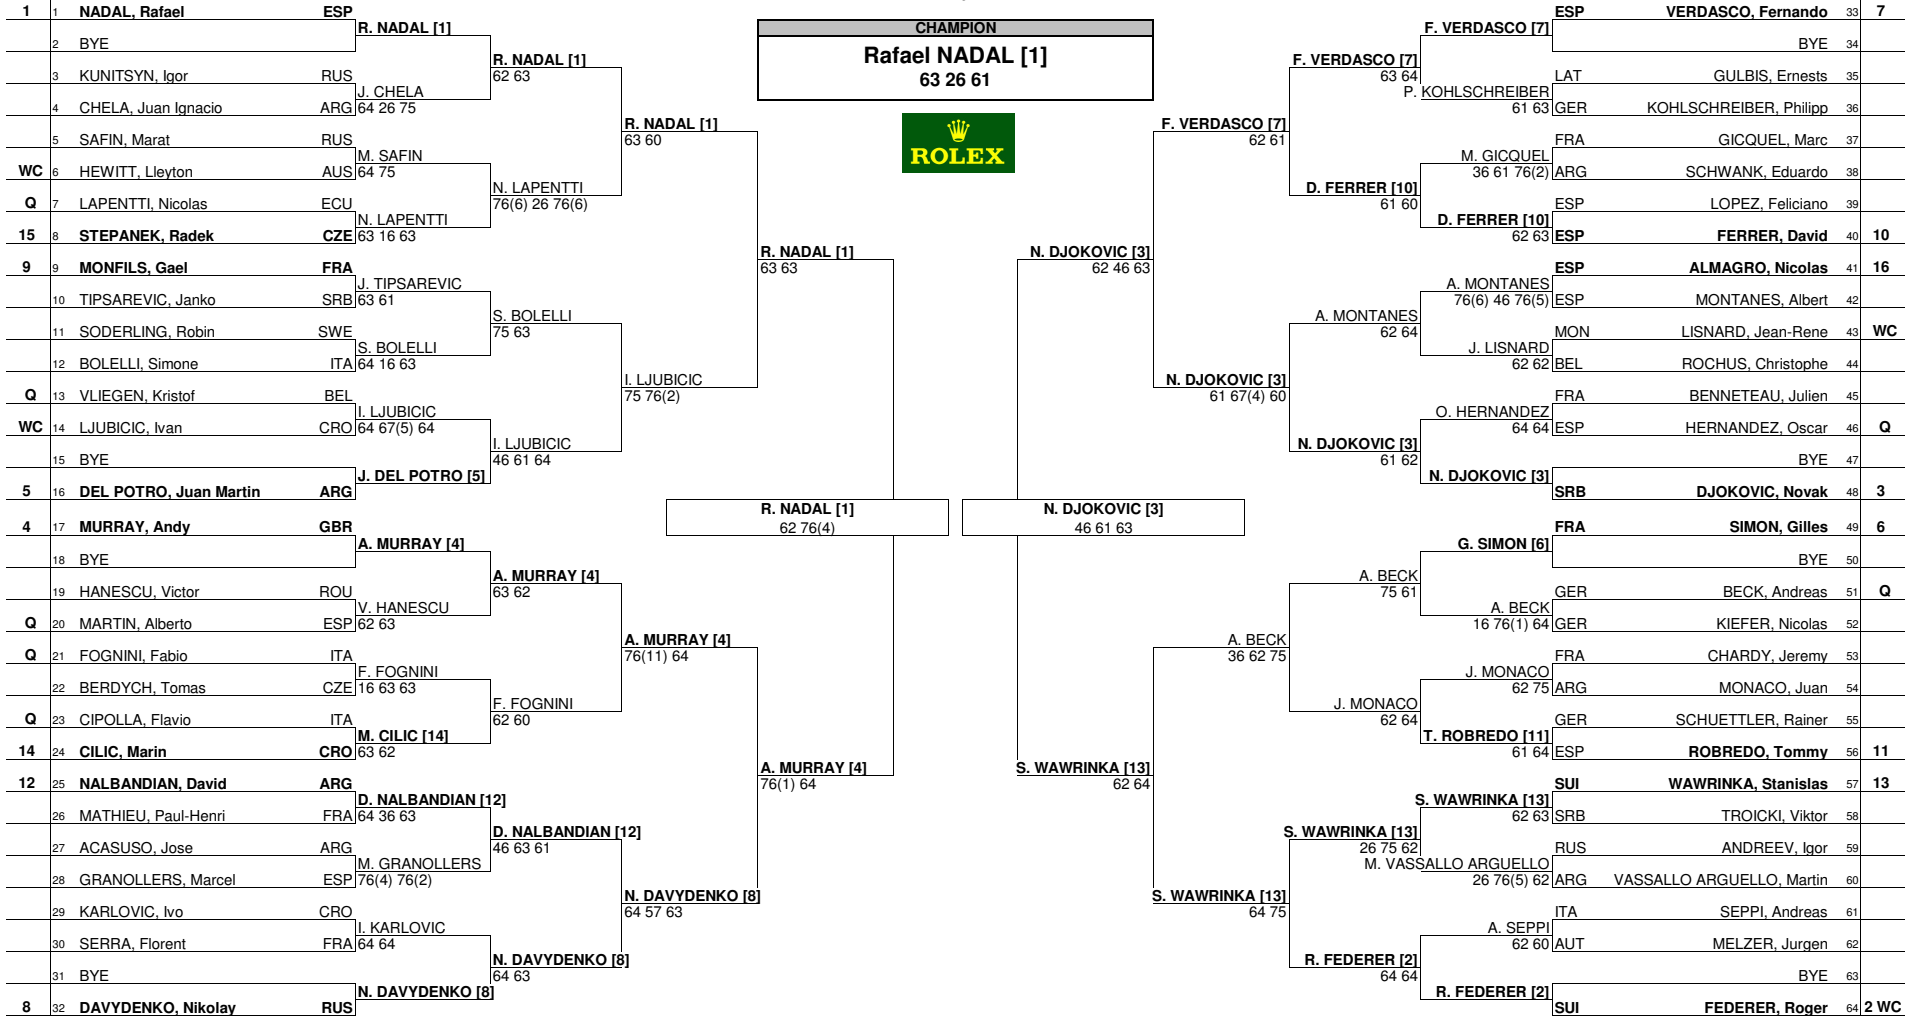 CHAMPION
Rafael NADAL [1]
63 26 61
ROLEX
1 1 NADAL, Rafael ESP
R. NADAL [1]
2 BYE
R. NADAL [1]
62 63
3 KUNITSYN, Igor RUS
J. CHELA
4 CHELA, Juan Ignacio ARG 64 26 75
R. NADAL [1]
63 60
5 SAFIN, Marat RUS
M. SAFIN
WC 6 HEWITT, Lleyton AUS 64 75
N. LAPENTTI
76(6) 26 76(6)
Q 7 LAPENTTI, Nicolas ECU
N. LAPENTTI
15 8 STEPANEK, Radek CZE 63 16 63
R. NADAL [1]
63 63
9 9 MONFILS, Gael FRA
J. TIPSAREVIC
10 TIPSAREVIC, Janko SRB 63 61
S. BOLELLI
75 63
11 SODERLING, Robin SWE
S. BOLELLI
12 BOLELLI, Simone ITA 64 16 63
I. LJUBICIC
75 76(2)
Q 13 VLIEGEN, Kristof BEL
I. LJUBICIC
WC 14 LJUBICIC, Ivan CRO 64 67(5) 64
I. LJUBICIC
46 61 64
15 BYE
J. DEL POTRO [5]
5 16 DEL POTRO, Juan Martin ARG
R. NADAL [1]
62 76(4)
4 17 MURRAY, Andy GBR
A. MURRAY [4]
18 BYE
A. MURRAY [4]
63 62
19 HANESCU, Victor ROU
V. HANESCU
Q 20 MARTIN, Alberto ESP 62 63
A. MURRAY [4]
76(11) 64
Q 21 FOGNINI, Fabio ITA
F. FOGNINI
22 BERDYCH, Tomas CZE 16 63 63
F. FOGNINI
62 60
Q 23 CIPOLLA, Flavio ITA
M. CILIC [14]
14 24 CILIC, Marin CRO 63 62
A. MURRAY [4]
76(1) 64
12 25 NALBANDIAN, David ARG
D. NALBANDIAN [12]
26 MATHIEU, Paul-Henri FRA 64 36 63
D. NALBANDIAN [12]
46 63 61
27 ACASUSO, Jose ARG
M. GRANOLLERS
28 GRANOLLERS, Marcel ESP 76(4) 76(2)
N. DAVYDENKO [8]
64 57 63
29 KARLOVIC, Ivo CRO
I. KARLOVIC
30 SERRA, Florent FRA 64 64
N. DAVYDENKO [8]
64 63
31 BYE
N. DAVYDENKO [8]
8 32 DAVYDENKO, Nikolay RUS
ESP VERDASCO, Fernando 33 7
F. VERDASCO [7]
BYE 34
F. VERDASCO [7]
63 64
LAT GULBIS, Ernests 35
P. KOHLSCHREIBER
61 63 GER KOHLSCHREIBER, Philipp 36
F. VERDASCO [7]
62 61
FRA GICQUEL, Marc 37
M. GICQUEL
36 61 76(2) ARG SCHWANK, Eduardo 38
D. FERRER [10]
61 60
ESP LOPEZ, Feliciano 39
D. FERRER [10]
62 63 ESP FERRER, David 40 10
N. DJOKOVIC [3]
62 46 63
ESP ALMAGRO, Nicolas 41 16
A. MONTANES
76(6) 46 76(5) ESP MONTANES, Albert 42
A. MONTANES
62 64
MON LISNARD, Jean-Rene 43 WC
J. LISNARD
62 62 BEL ROCHUS, Christophe 44
N. DJOKOVIC [3]
61 67(4) 60
FRA BENNETEAU, Julien 45
O. HERNANDEZ
64 64 ESP HERNANDEZ, Oscar 46 Q
N. DJOKOVIC [3]
61 62
BYE 47
N. DJOKOVIC [3]
SRB DJOKOVIC, Novak 48 3
N. DJOKOVIC [3]
46 61 63
FRA SIMON, Gilles 49 6
G. SIMON [6]
BYE 50
A. BECK
75 61
GER BECK, Andreas 51 Q
A. BECK
16 76(1) 64 GER KIEFER, Nicolas 52
A. BECK
36 62 75
FRA CHARDY, Jeremy 53
J. MONACO
62 75 ARG MONACO, Juan 54
J. MONACO
62 64
GER SCHUETTLER, Rainer 55
T. ROBREDO [11]
61 64 ESP ROBREDO, Tommy 56 11
S. WAWRINKA [13]
62 64
SUI WAWRINKA, Stanislas 57 13
S. WAWRINKA [13]
62 63 SRB TROICKI, Viktor 58
S. WAWRINKA [13]
26 75 62
RUS ANDREEV, Igor 59
M. VASSALLO ARGUELLO
26 76(5) 62 ARG VASSALLO ARGUELLO, Martin 60
S. WAWRINKA [13]
64 75
ITA SEPPI, Andreas 61
A. SEPPI
62 60 AUT MELZER, Jurgen 62
R. FEDERER [2]
64 64
BYE 63
R. FEDERER [2]
SUI FEDERER, Roger 64 2 WC